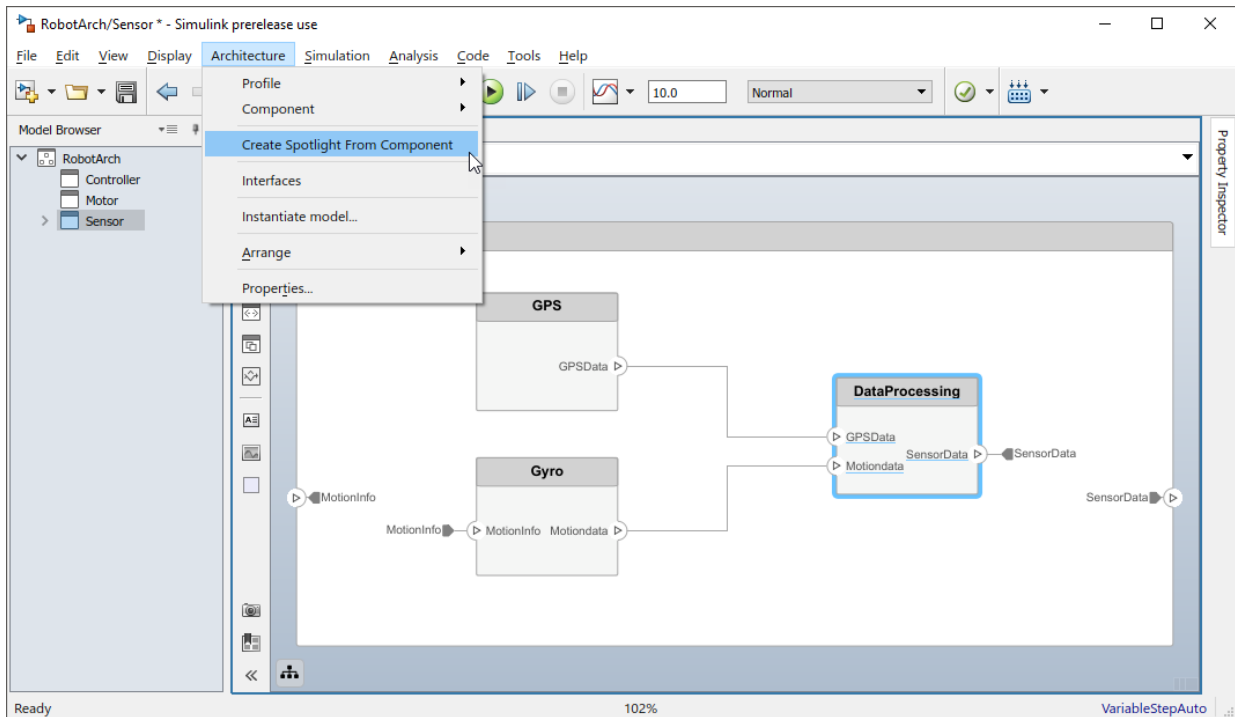 RobotArch/Sensor * - Simulink prerelease use
File Edit View Display Architecture Simulation Analysis Code Tools Help
10.0 Normal
Model Browser
RobotArch
Controller
Motor
Sensor
Profile
Component
Create Spotlight From Component
Interfaces
Instantiate model...
Arrange
Properties...
Property Inspector
GPS
GPSData
DataProcessing
GPSData
SensorData
Motiondata
SensorData
Gyro
MotionInfo
SensorData
MotionInfo
MotionInfo Motiondata
Ready 102% VariableStepAuto